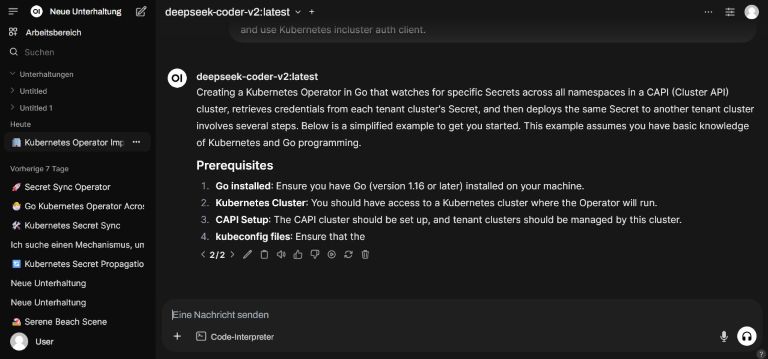 OI Neue Unterhaltung
Arbeitsbereich
Suchen
Unterhaltungen
Untitled
Untitled 1
Heute
Kubernetes Operator Imp ...
Vorherige 7 Tage
Secret Sync Operator
Go Kubernetes Operator Acros
Kubernetes Secret Sync
Ich suche einen Mechanismus, um
Kubernetes Secret Propagatio
Neue Unterhaltung
Neue Unterhaltung
Serene Beach Scene
User
deepseek-coder-v2:latest
and use Kubernetes incluster auth client.
OI deepseek-coder-v2:latest
Creating a Kubernetes Operator in Go that watches for specific Secrets across all namespaces in a CAPI (Cluster API)
cluster, retrieves credentials from each tenant cluster's Secret, and then deploys the same Secret to another tenant cluster
involves several steps. Below is a simplified example to get you started. This example assumes you have basic knowledge
of Kubernetes and Go programming.
Prerequisites
1. Go installed: Ensure you have Go (version 1.16 or later) installed on your machine.
2. Kubernetes Cluster: You should have access to a Kubernetes cluster where the Operator will run.
3. CAPI Setup: The CAPI cluster should be set up, and tenant clusters should be managed by this cluster.
4. kubeconfig files: Ensure that the
2/2
Eine Nachricht senden
Code-Interpreter
?